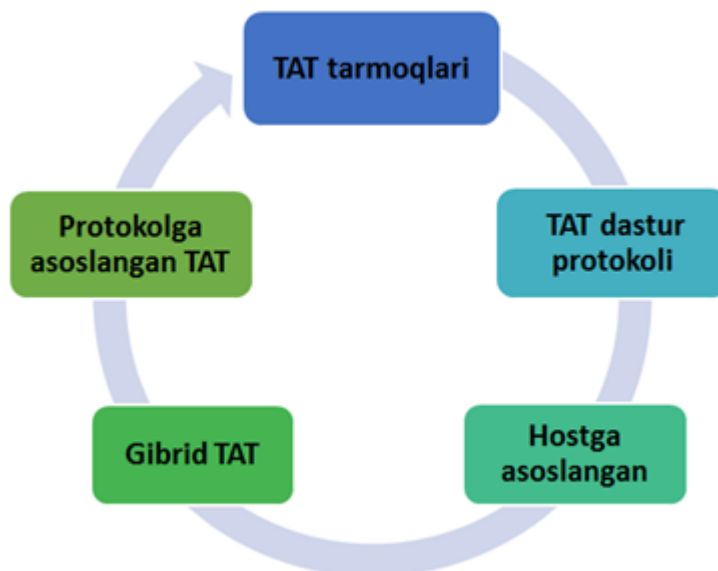 TAT tarmoqlari
TAT dastur
protokoli
Hostga
asoslangan
Gibrid TAT
Protokolga
asoslangan TAT